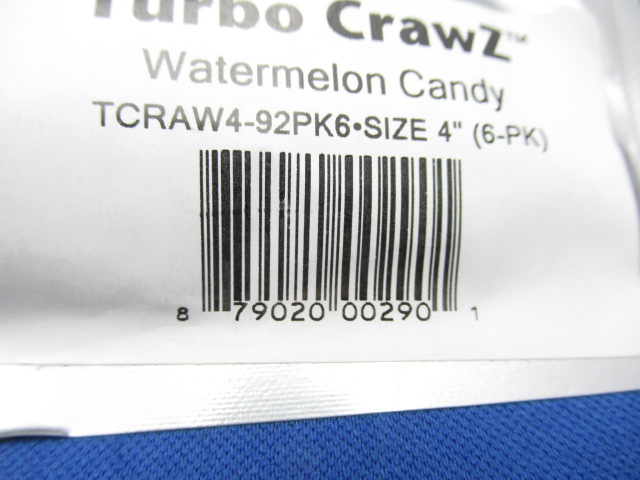 Turbo CrawZ™
Watermelon Candy
TCRAW4-92PK6•SIZE 4" (6-PK)
8 79020 00290 1